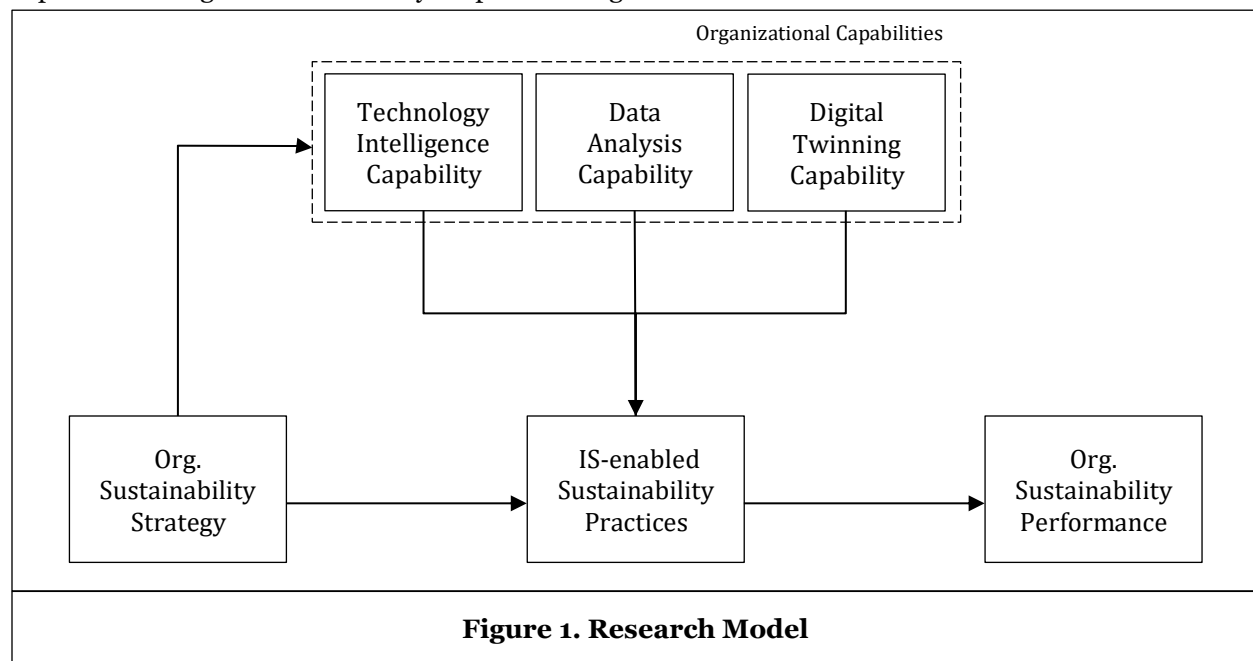 Organizational Capabilities
Technology
Intelligence
Capability
Data
Analysis
Capability
Digital
Twinning
Capability
Org.
Sustainability
Strategy
IS-enabled
Sustainability
Practices
Org.
Sustainability
Performance
Figure 1. Research Model